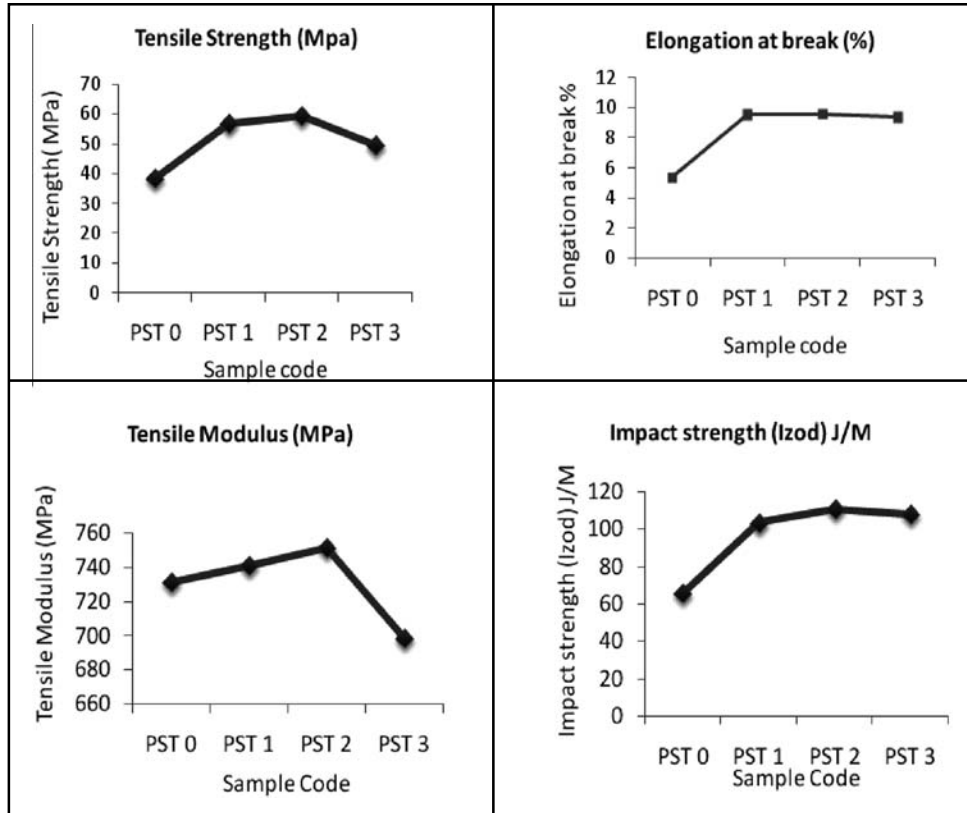 Tensile Strength (Mpa)
Tensile Strength( MPa)
70
60
50
40
30
20
10
0
PST 0 PST 1 PST 2 PST 3
Sample code
Elongation at break (%)
Elongation at break %
12
10
8
6
4
2
0
PST 0 PST 1 PST 2 PST 3
Sample code
Tensile Modulus (MPa)
Tensile Modulus (MPa)
760
740
720
700
680
660
PST 0 PST 1 PST 2 PST 3
Sample Code
Impact strength (Izod) J/M
Impact strength (Izod) J/M
120
100
80
60
40
20
0
PST 0 PST 1 PST 2 PST 3
Sample Code